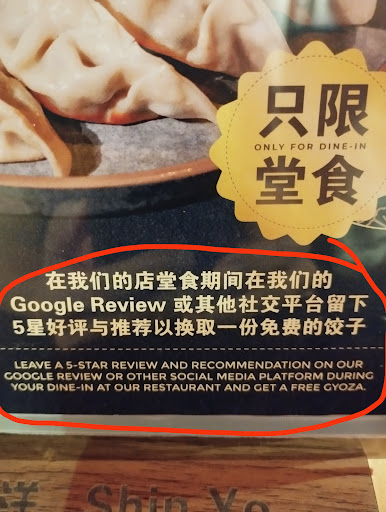 只限
ONLY FOR DINE-IN
堂食
在我们的店堂食期间在我们的
Google Review 或其他社交平台留下
5星好评与推荐以换取一份免费的饺子
LEAVE A 5-STAR REVIEW AND RECOMMENDATION ON OUR
GOOGLE REVIEW OR OTHER SOCIAL MEDIA PLATFORM DURING
YOUR DINE-IN AT OUR RESTAURANT AND GET A FREE GYOZA.
Shin Ye